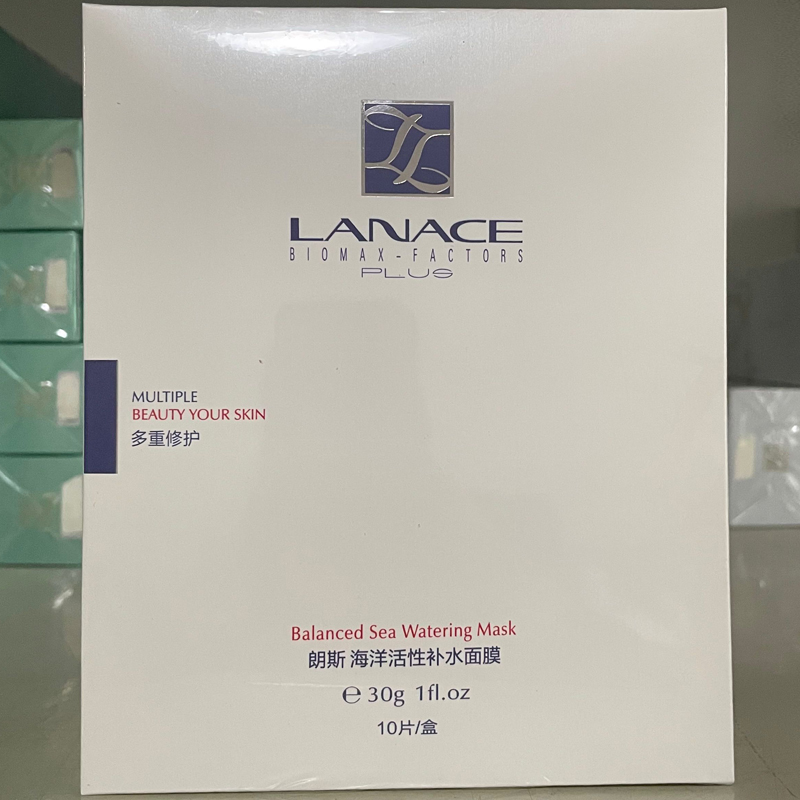 LANACE
BIOMAX-FACTORS
PLUS
MULTIPLE
BEAUTY YOUR SKIN
多重修护
Balanced Sea Watering Mask
朗斯 海洋活性补水面膜
℮ 30g 1fl.oz
10片/盒